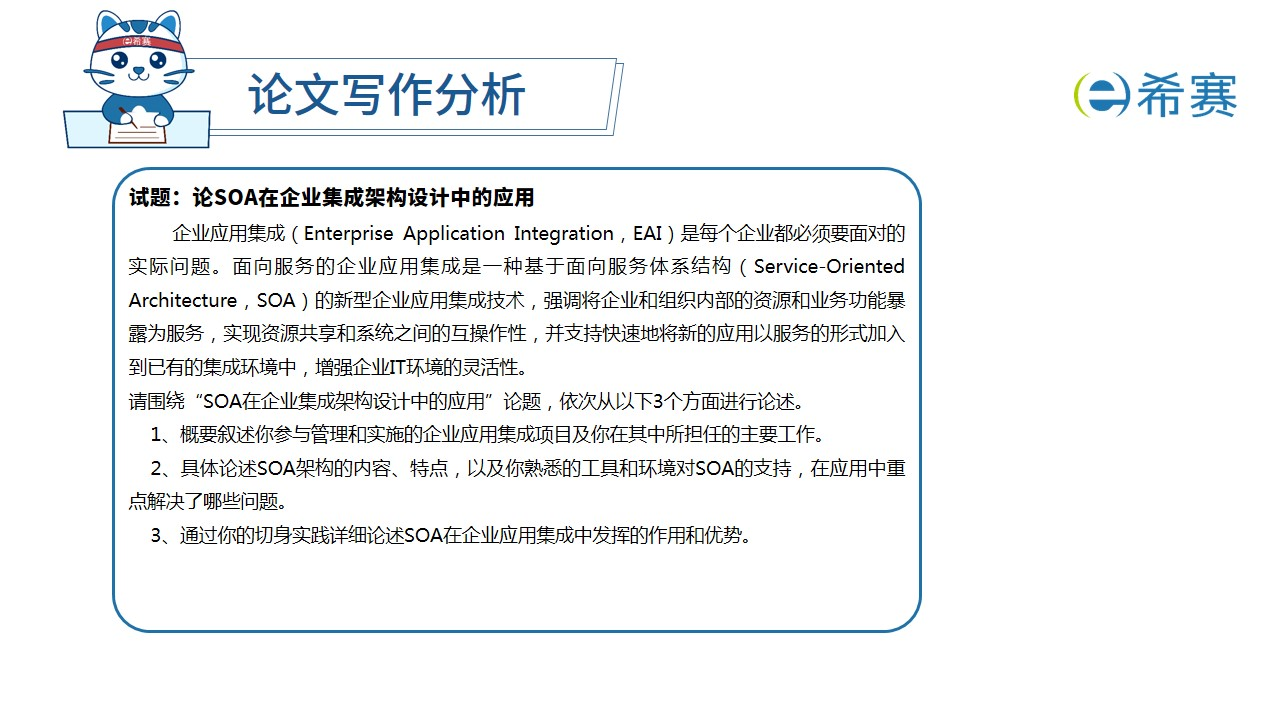 希赛
论文写作分析
希赛
试题：论SOA在企业集成架构设计中的应用
企业应用集成（Enterprise Application Integration，EAI）是每个企业都必须要面对的
实际问题。面向服务的企业应用集成是一种基于面向服务体系结构（Service-Oriented
Architecture，SOA）的新型企业应用集成技术，强调将企业和组织内部的资源和业务功能暴
露为服务，实现资源共享和系统之间的互操作性，并支持快速地将新的应用以服务的形式加入
到已有的集成环境中，增强企业IT环境的灵活性。
请围绕“SOA在企业集成架构设计中的应用”论题，依次从以下3个方面进行论述。
1、概要叙述你参与管理和实施的企业应用集成项目及你在其中所担任的主要工作。
2、具体论述SOA架构的内容、特点，以及你熟悉的工具和环境对SOA的支持，在应用中重
点解决了哪些问题。
3、通过你的切身实践详细论述SOA在企业应用集成中发挥的作用和优势。